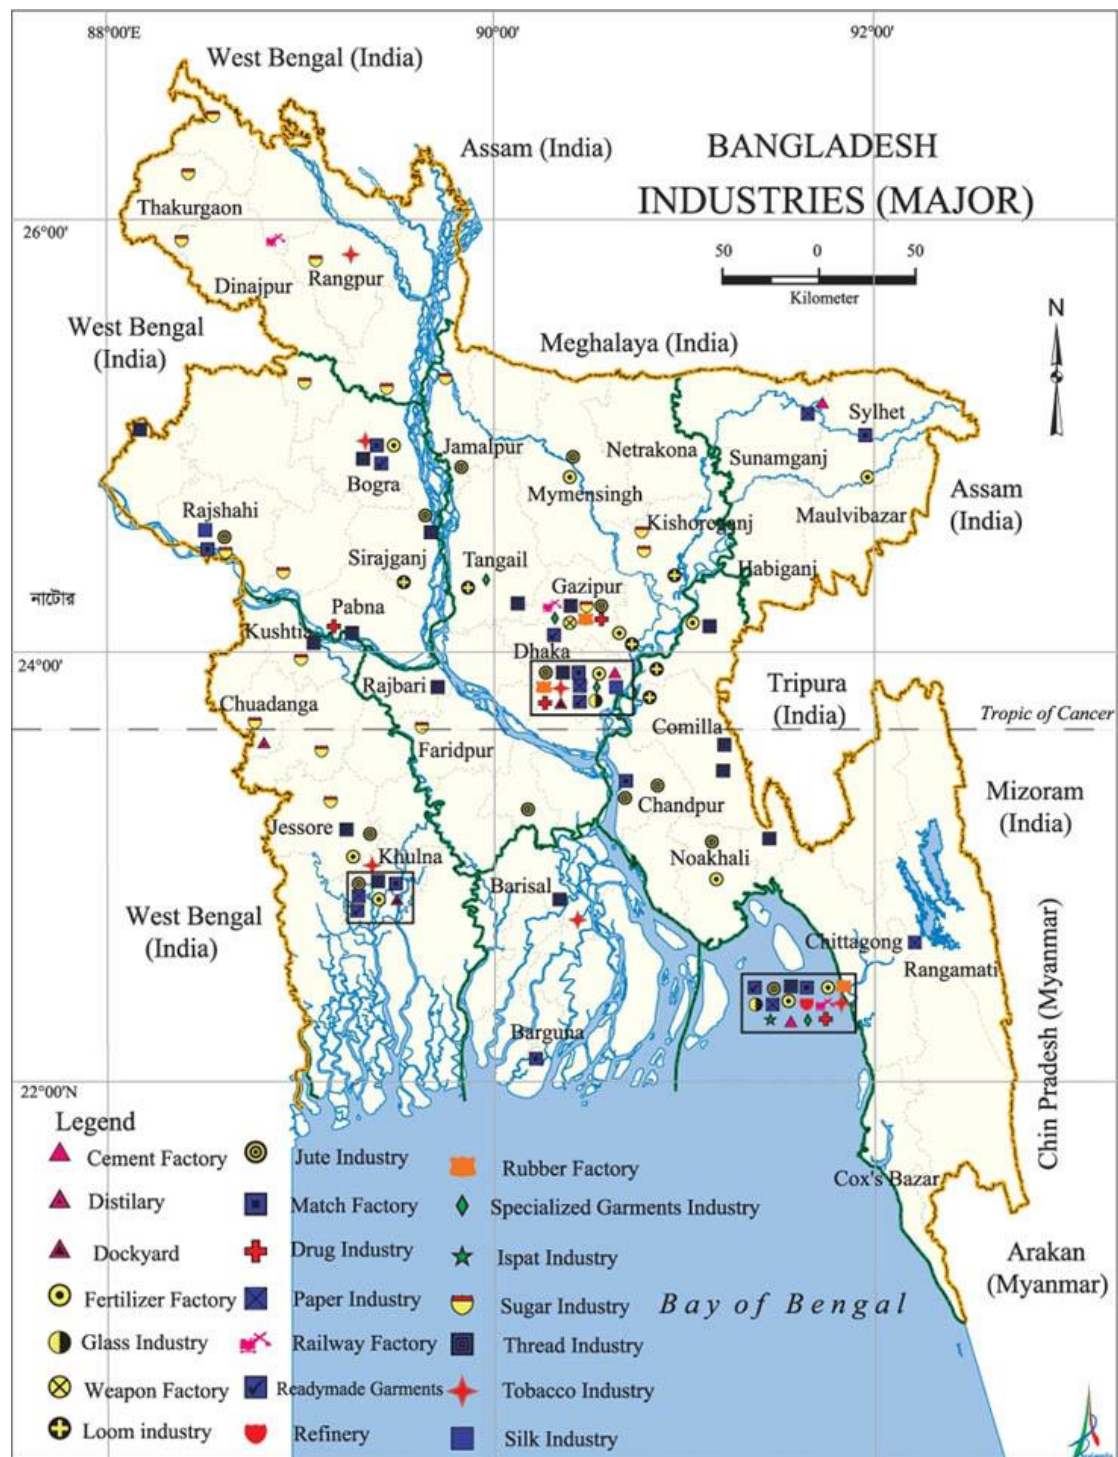 88°00'E
90°00'
92°00'
West Bengal (India)
Assam (India)
BANGLADESH
INDUSTRIES (MAJOR)
Thakurgaon
26°00'
50
0
50
Kilometer
Dinajpur
Rangpur
N
West Bengal
(India)
Meghalaya (India)
Sylhet
Jamalpur
Netrakona
Sunamganj
Bogra
Mymensingh
Assam
(India)
Rajshahi
Kishoreganj
Maulvibazar
Sirajganj
Tangail
Habiganj
Gazipur
নাটোর
Pabna
Kushtia
Dhaka
24°00'
Rajbari
Tripura
(India)
Chuadanga
Tropic of Cancer
Comilla
Faridpur
Mizoram
(India)
Chandpur
Jessore
Khulna
Noakhali
Barisal
West Bengal
(India)
Chittagong
Rangamati
Chin Pradesh (Myanmar)
Barguna
22°00'N
Legend
Cement Factory
Jute Industry
Rubber Factory
Cox's Bazar
Distilary
Match Factory
Specialized Garments Industry
Dockyard
Drug Industry
Ispat Industry
Arakan
(Myanmar)
Fertilizer Factory
Paper Industry
Sugar Industry
Bay of Bengal
Glass Industry
Railway Factory
Thread Industry
Weapon Factory
Readymade Garments
Tobacco Industry
Loom industry
Refinery
Silk Industry